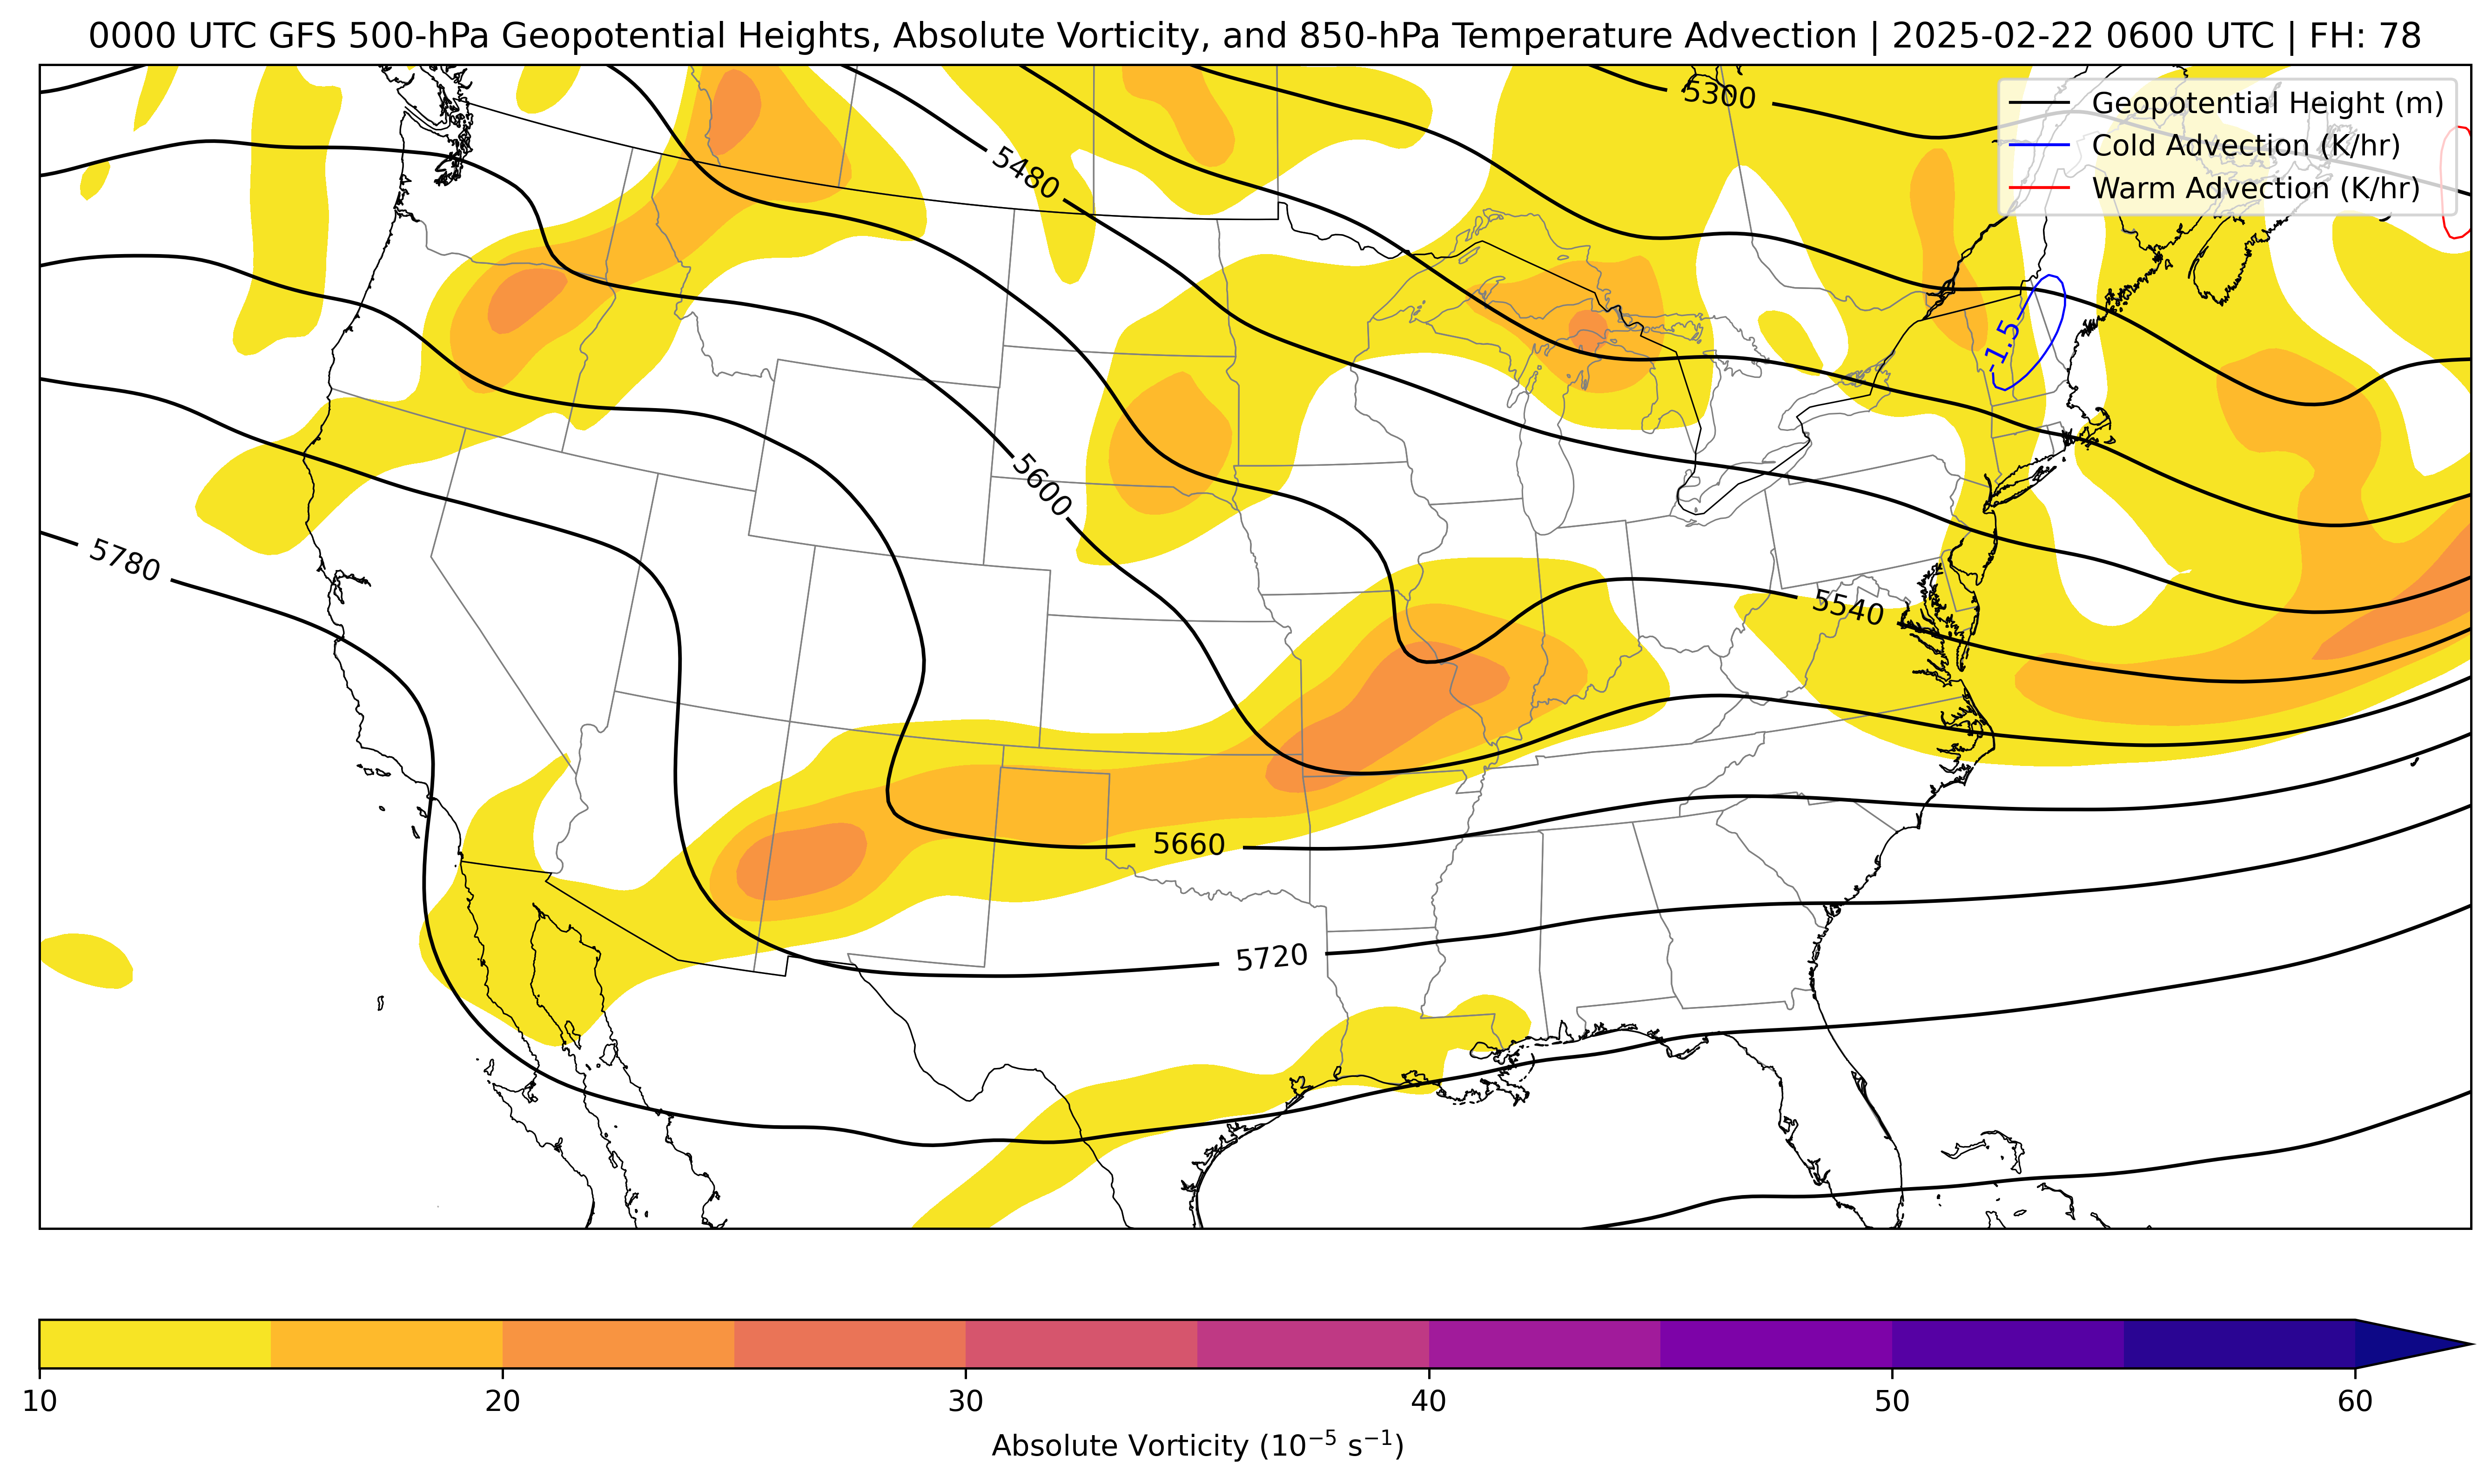 0000 UTC GFS 500-hPa Geopotential Heights, Absolute Vorticity, and 850-hPa Temperature Advection | 2025-02-22 0600 UTC | FH: 78
5300
Geopotential Height (m)
Cold Advection (K/hr)
Warm Advection (K/hr)
5480
-1.5
5600
5780
5540
5660
5720
10 20 30 40 50 60
Absolute Vorticity (10⁻⁵ s⁻¹)